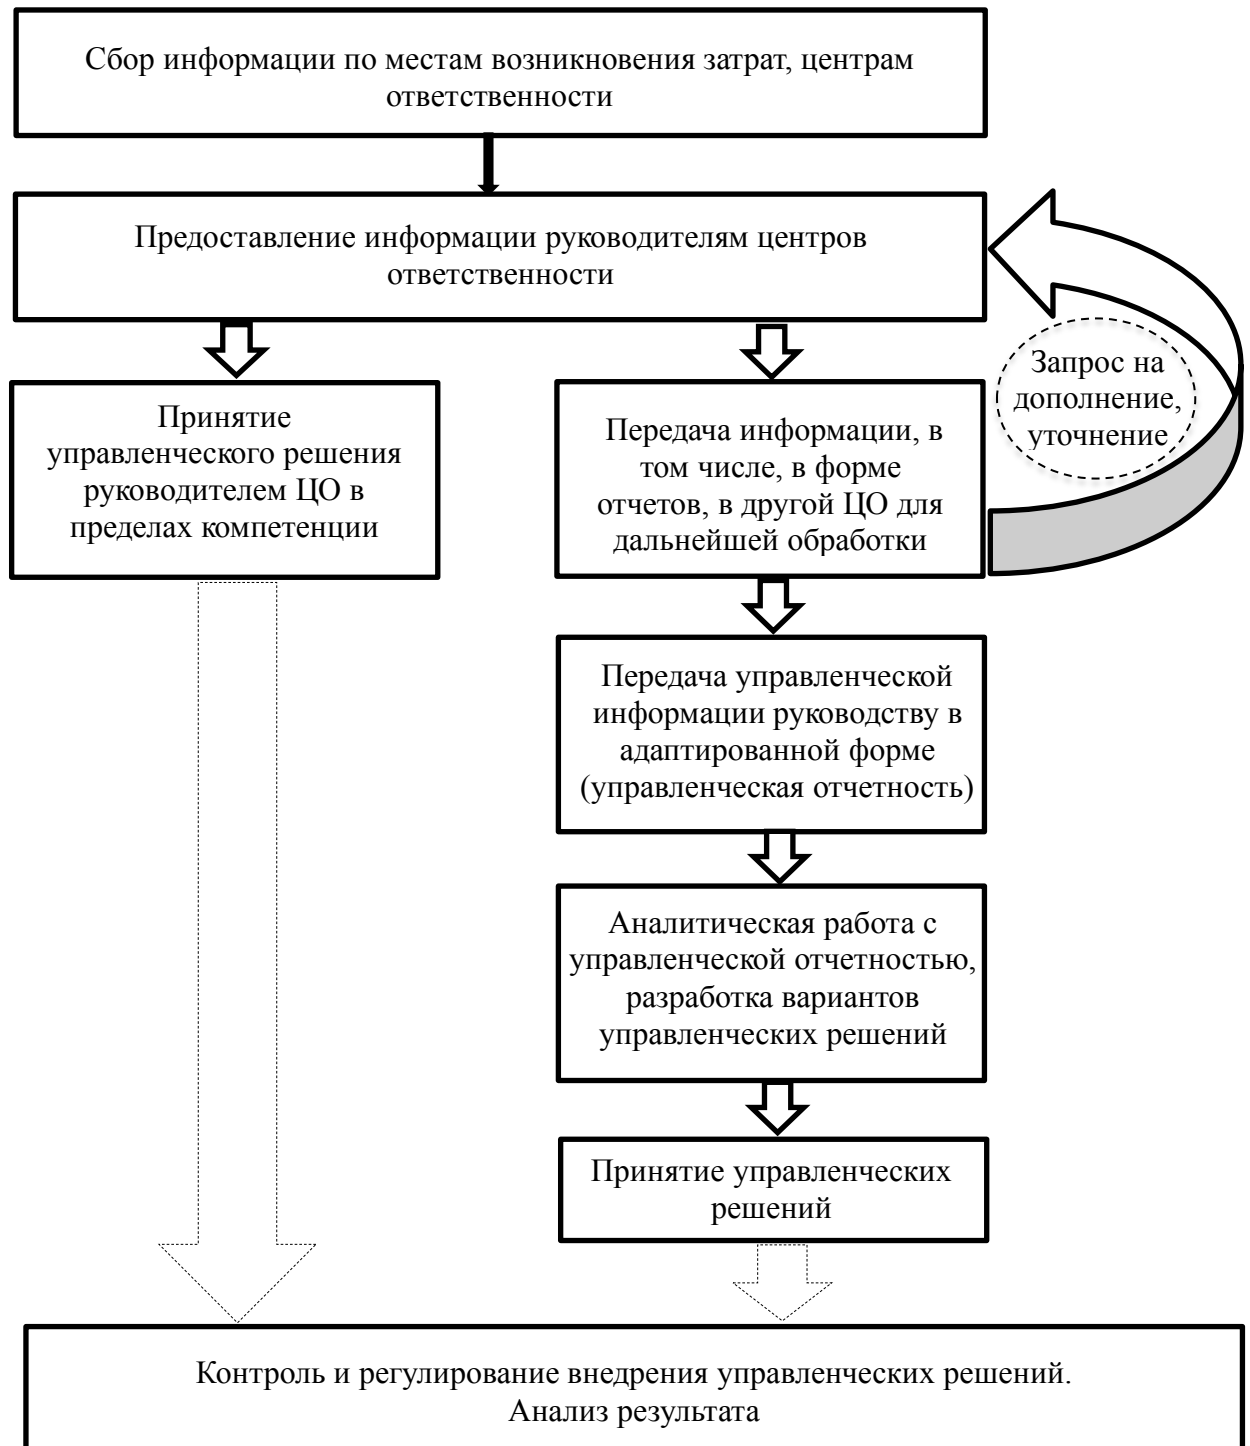 Сбор информации по местам возникновения затрат, центрам
ответственности
Предоставление информации руководителям центров
ответственности
Принятие
управленческого решения
руководителем ЦО в
пределах компетенции
Передача информации, в
том числе, в форме
отчетов, в другой ЦО для
дальнейшей обработки
Запрос на
дополнение,
уточнение
Передача управленческой
информации руководству в
адаптированной форме
(управленческая отчетность)
Аналитическая работа с
управленческой отчетностью,
разработка вариантов
управленческих решений
Принятие управленческих
решений
Контроль и регулирование внедрения управленческих решений.
Анализ результата